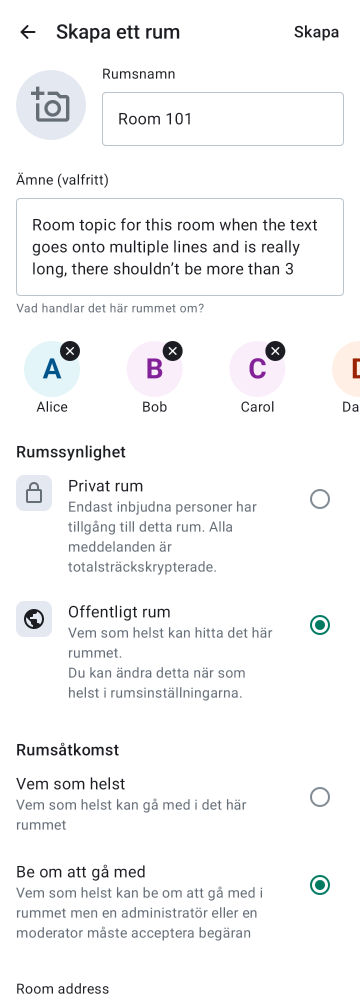 Skapa ett rum
Skapa
Rumsnamn
Room 101
Ämne (valfritt)
Room topic for this room when the text
goes onto multiple lines and is really
long, there shouldn't be more than 3
Vad handlar det här rummet om?
A
B
C
D
Alice
Bob
Carol
Da
Rumssynlighet
Privat rum
Endast inbjudna personer har
tillgång till detta rum. Alla
meddelanden är
totalsträckskrypterade.
Offentligt rum
Vem som helst kan hitta det här
rummet.
Du kan ändra detta när som
helst i rumsinställningarna.
Rumsåtkomst
Vem som helst
Vem som helst kan gå med i det här
rummet
Be om att gå med
Vem som helst kan be om att gå med i
rummet men en administratör eller en
moderator måste acceptera begäran
Room address